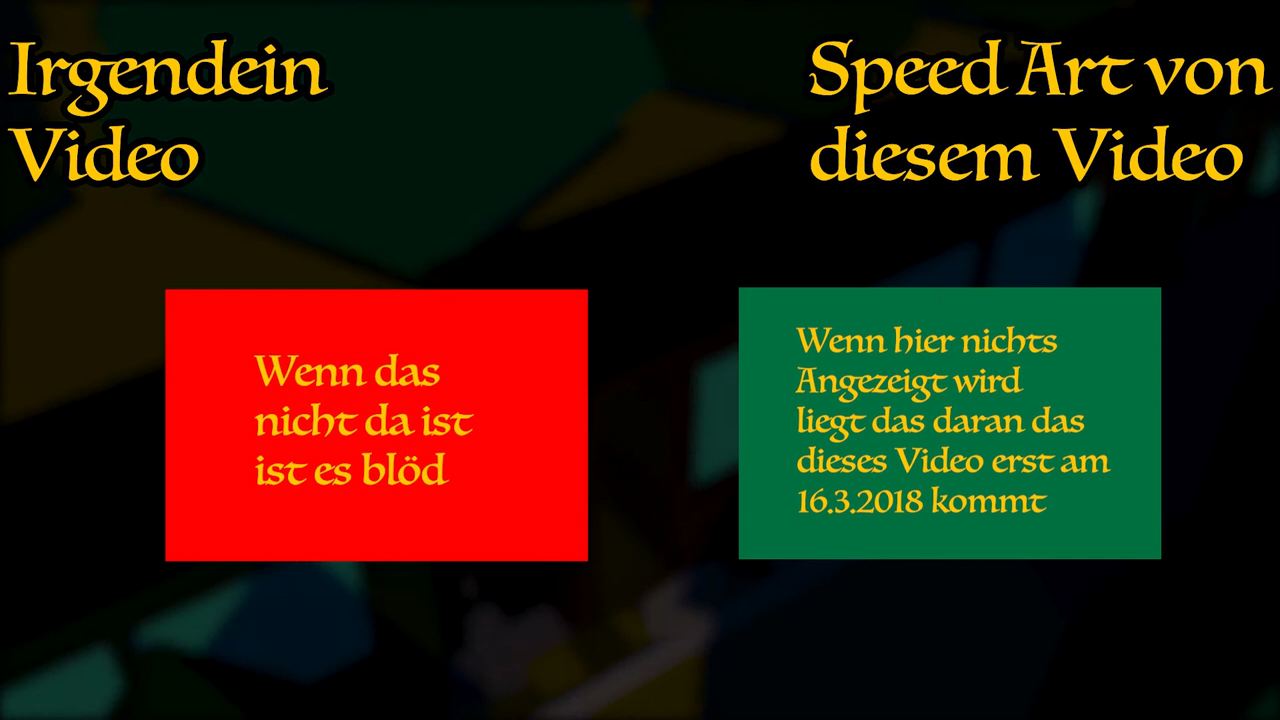 Irgendein
Video
Speed Art von
diesem Video
Wenn das
nicht da ist
ist es blöd
Wenn hier nichts
Angezeigt wird
liegt das daran das
dieses Video erst am
16.3.2018 kommt